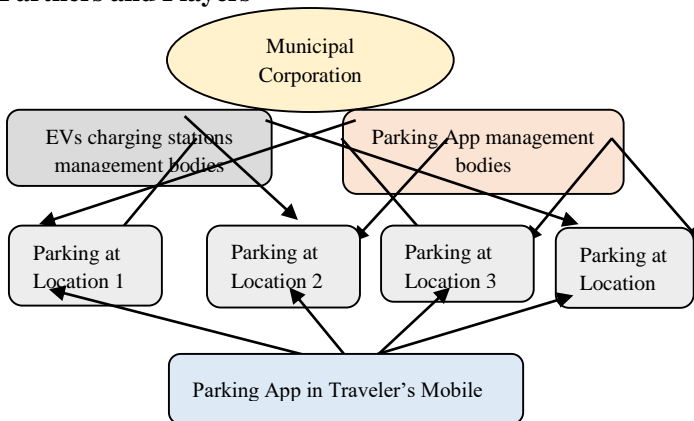 Partners and Players
Municipal
Corporation
EVs charging stations
management bodies
Parking App management
bodies
Parking at
Location 1
Parking at
Location 2
Parking at
Location 3
Parking at
Location
Parking App in Traveler’s Mobile